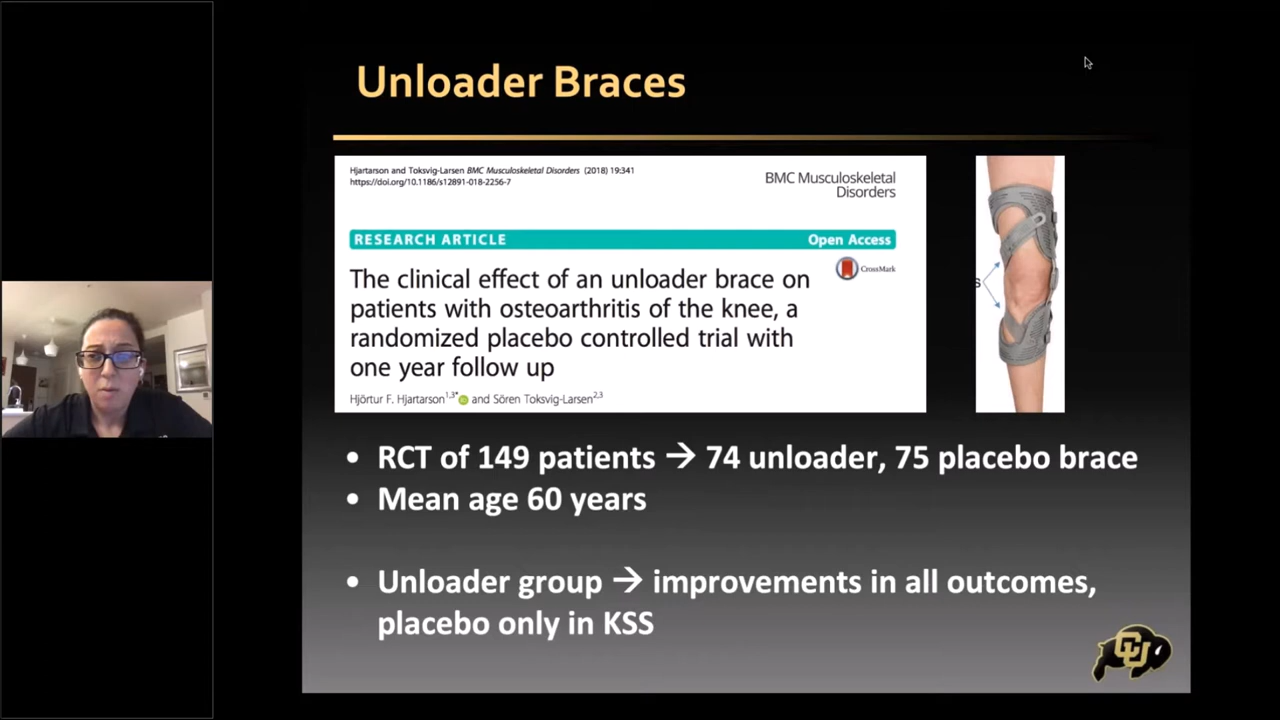 Unloader Braces
Hjartarson and Toksvig-Larsen BMC Musculoskeletal Disorders (2018) 19:341
https://doi.org/10.1186/s12891-018-2256-7
BMC Musculoskeletal
Disorders
RESEARCH ARTICLE
Open Access
The clinical effect of an unloader brace on
patients with osteoarthritis of the knee, a
randomized placebo controlled trial with
one year follow up
CrossMark
Hjörtur F. Hjartarson1,3* and Sören Toksvig-Larsen2,3
s
• RCT of 149 patients → 74 unloader, 75 placebo brace
• Mean age 60 years
• Unloader group → improvements in all outcomes,
placebo only in KSS
CU